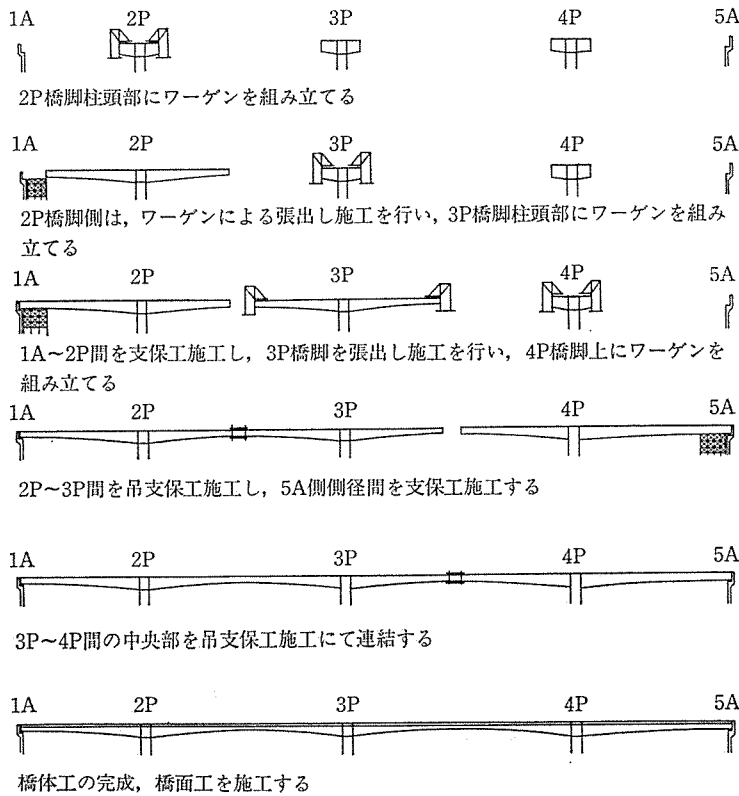 1A 2P 3P 4P 5A
2P橋脚柱頭部にワーゲンを組み立てる
1A 2P 3P 4P 5A
2P橋脚側は，ワーゲンによる張出し施工を行い，3P橋脚柱頭部にワーゲンを組み
立てる
1A 2P 3P 4P 5A
1A〜2P間を支保工施工し，3P橋脚を張出し施工を行い，4P橋脚上にワーゲンを
組み立てる
1A 2P 3P 4P 5A
2P〜3P間を吊支保工施工し，5A側側径間を支保工施工する
1A 2P 3P 4P 5A
3P〜4P間の中央部を吊支保工施工にて連結する
1A 2P 3P 4P 5A
橋体工の完成，橋面工を施工する